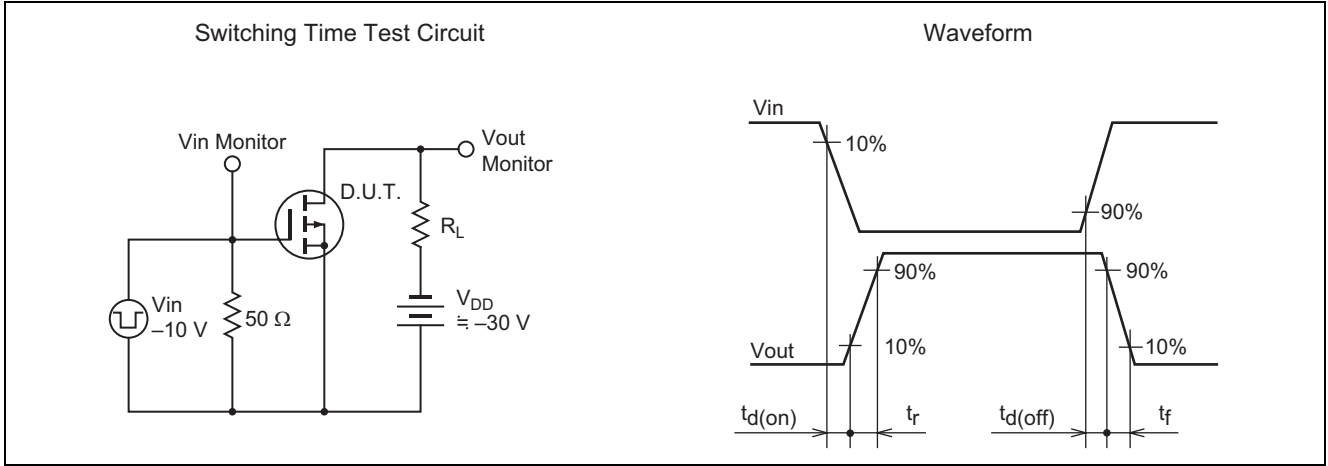 Switching Time Test Circuit
Vin Monitor
D.U.T.
Vout
Monitor
RL
Vin
–10 V
50 Ω
VDD
≒ –30 V
Waveform
Vin
10%
90%
90%
90%
Vout
10%
10%
td(on)
tr
td(off)
tf